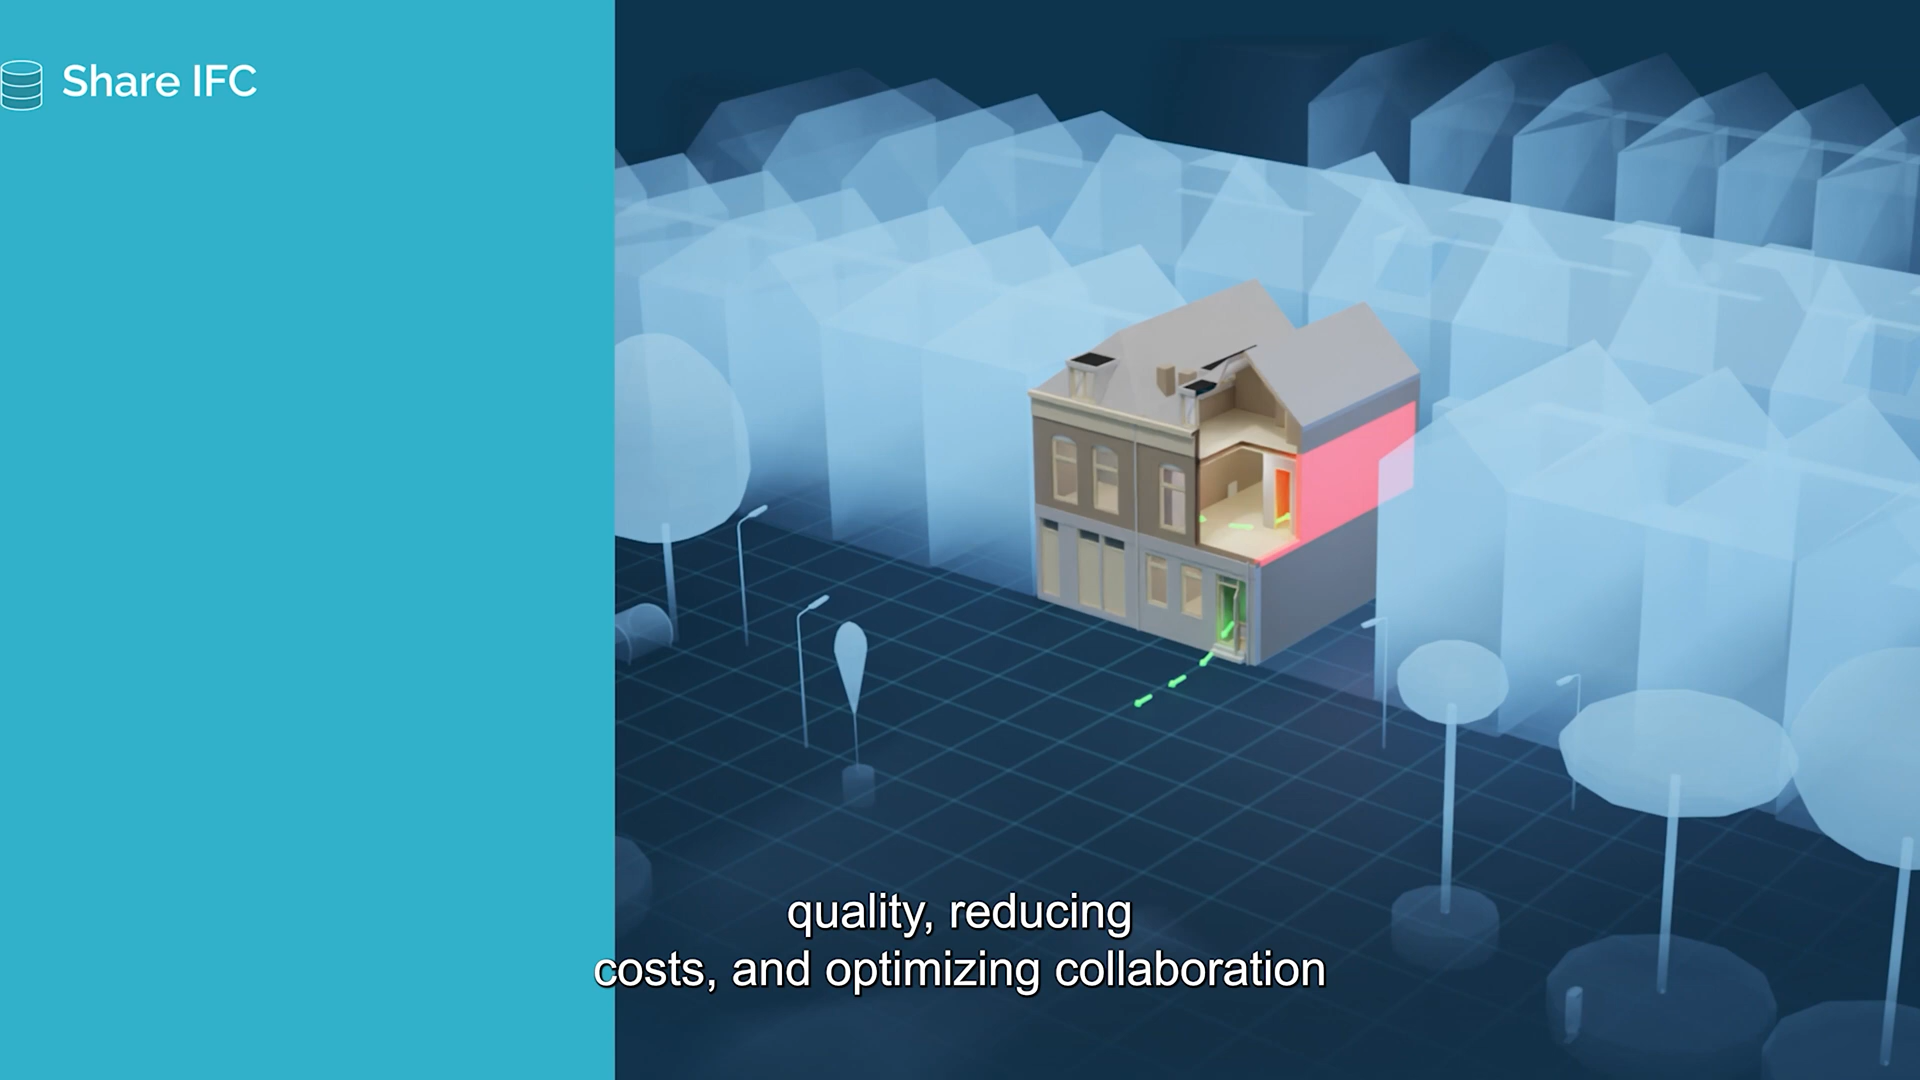 Share IFC
quality, reducing
costs, and optimizing collaboration